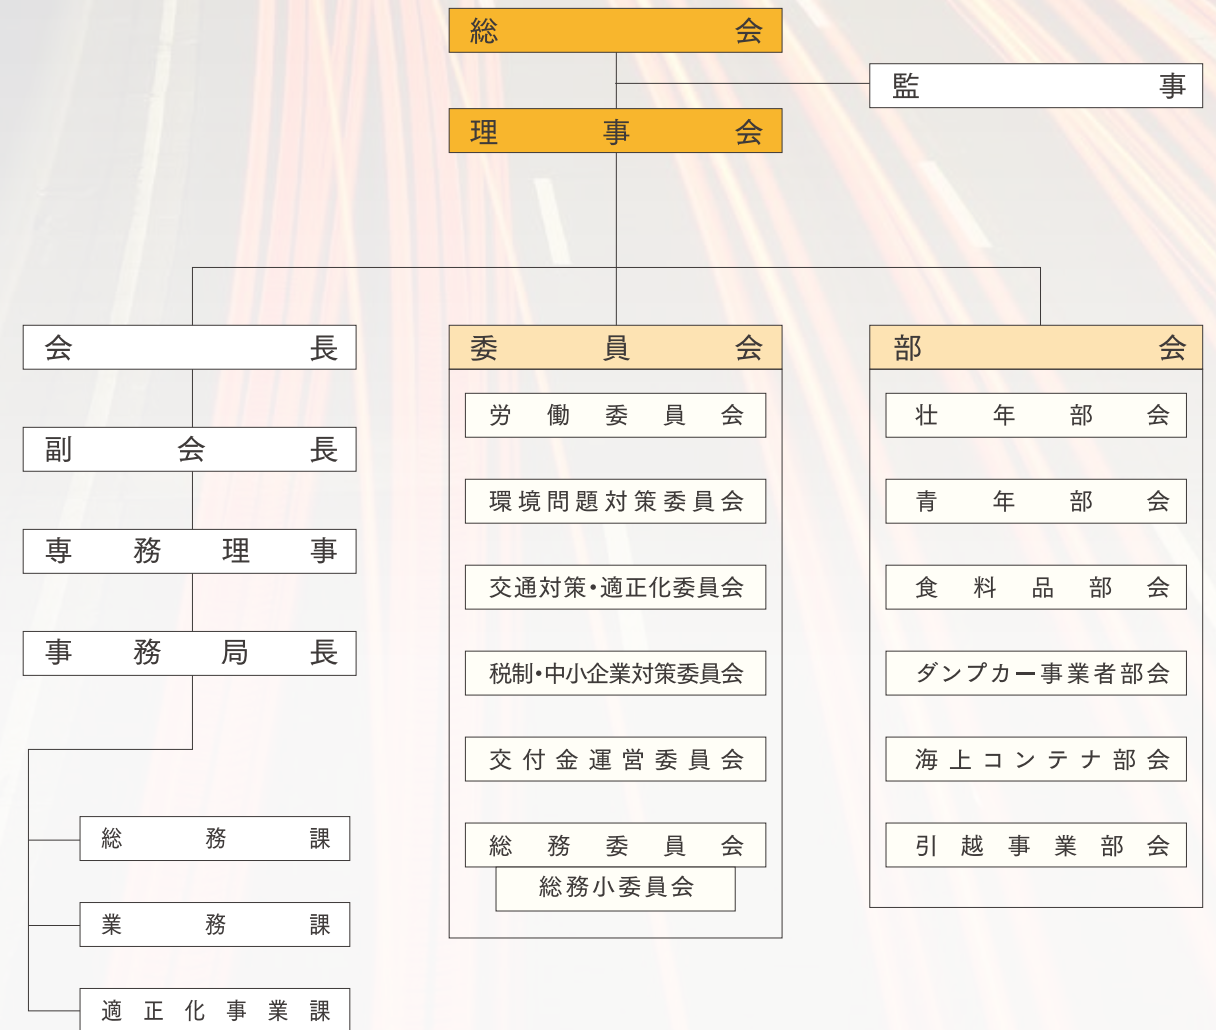 総会
監事
理事会
会長
副会長
専務理事
事務局長
総務課
業務課
適正化事業課
委員会
労働委員会
環境問題対策委員会
交通対策・適正化委員会
税制・中小企業対策委員会
交付金運営委員会
総務委員会
総務小委員会
部会
壮年部会
青年部会
食料品部会
ダンプカー事業者部会
海上コンテナ部会
引越事業部会